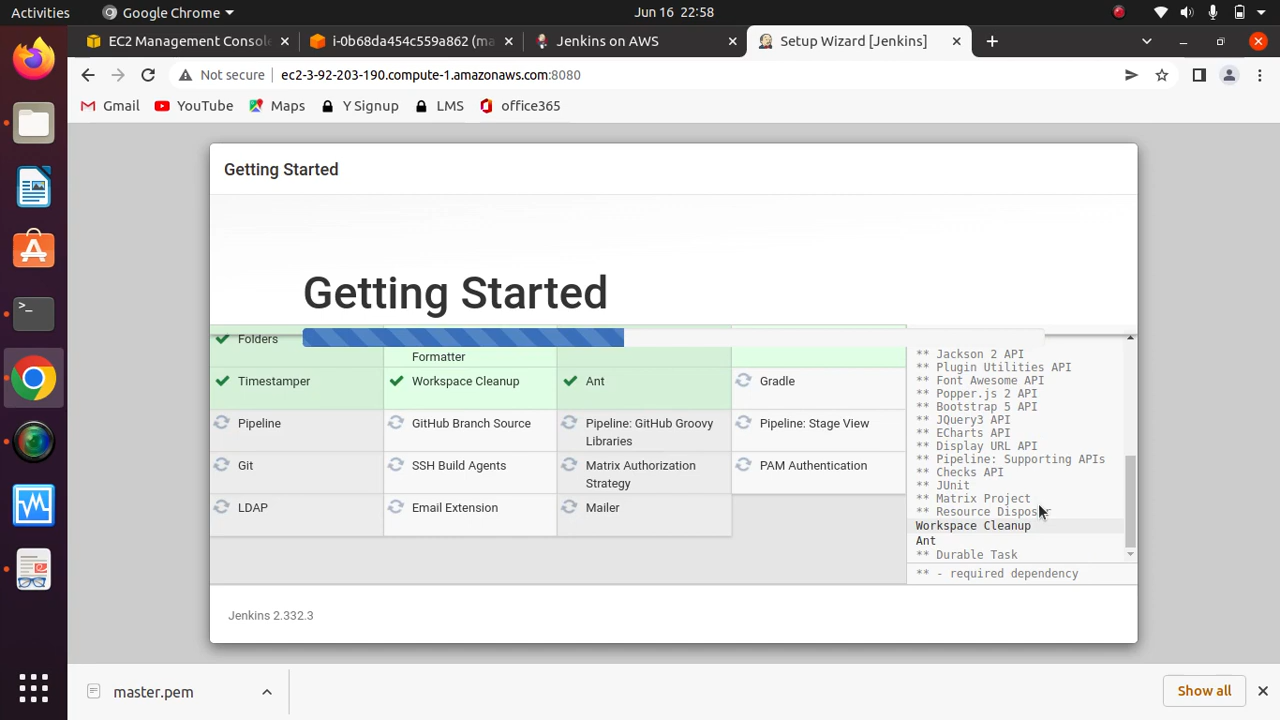 Activities
Google Chrome
Jun 16 22:58
EC2 Management Consol
i-0b68da454c559a862 (ma
Jenkins on AWS
Setup Wizard [Jenkins]
Not secure
ec2-3-92-203-190.compute-1.amazonaws.com:8080
Gmail
YouTube
Maps
Y Signup
LMS
office365
Getting Started
Getting Started
Folders
Formatter
Timestamper
Workspace Cleanup
Ant
Gradle
Pipeline
GitHub Branch Source
Pipeline: GitHub Groovy
Libraries
Pipeline: Stage View
Git
SSH Build Agents
Matrix Authorization
Strategy
PAM Authentication
LDAP
Email Extension
Mailer
** Jackson 2 API
** Plugin Utilities API
** Font Awesome API
** Popper.js 2 API
** Bootstrap 5 API
** JQuery3 API
** ECharts API
** Display URL API
** Pipeline: Supporting APIs
** Checks API
** JUnit
** Matrix Project
** Resource Disposer
Workspace Cleanup
Ant
** Durable Task
** - required dependency
Jenkins 2.332.3
master.pem
Show all